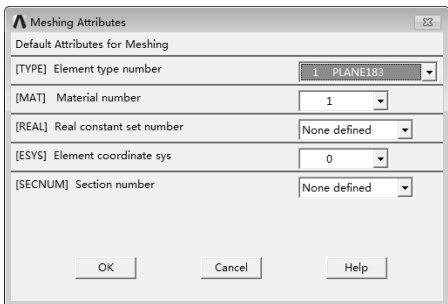 Meshing Attributes
Default Attributes for Meshing
[TYPE] Element type number 1 PLANE183
[MAT] Material number 1
[REAL] Real constant set number None defined
[ESYS] Element coordinate sys 0
[SECNUM] Section number None defined
OK Cancel Help